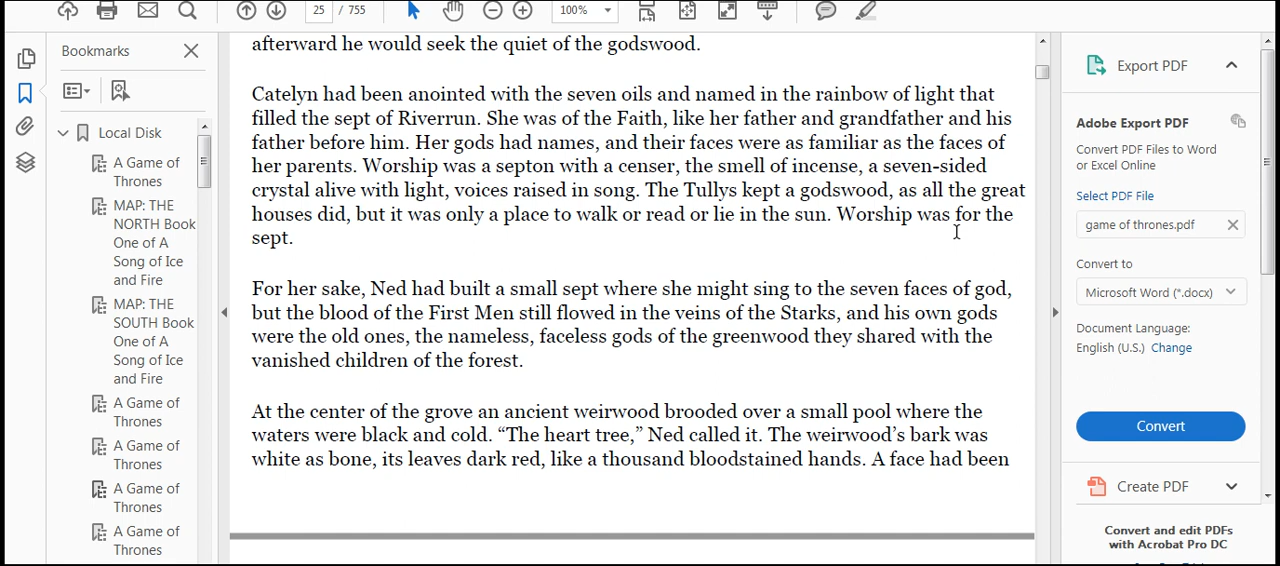 25 / 755
100%
Bookmarks
Local Disk
A Game of
Thrones
MAP: THE
NORTH Book
One of A
Song of Ice
and Fire
MAP: THE
SOUTH Book
One of A
Song of Ice
and Fire
A Game of
Thrones
A Game of
Thrones
A Game of
Thrones
A Game of
Thrones
afterward he would seek the quiet of the godswood.
Catelyn had been anointed with the seven oils and named in the rainbow of light that
filled the sept of Riverrun. She was of the Faith, like her father and grandfather and his
father before him. Her gods had names, and their faces were as familiar as the faces of
her parents. Worship was a septon with a censer, the smell of incense, a seven-sided
crystal alive with light, voices raised in song. The Tullys kept a godswood, as all the great
houses did, but it was only a place to walk or read or lie in the sun. Worship was for the
sept.
For her sake, Ned had built a small sept where she might sing to the seven faces of god,
but the blood of the First Men still flowed in the veins of the Starks, and his own gods
were the old ones, the nameless, faceless gods of the greenwood they shared with the
vanished children of the forest.
At the center of the grove an ancient weirwood brooded over a small pool where the
waters were black and cold. “The heart tree,” Ned called it. The weirwood’s bark was
white as bone, its leaves dark red, like a thousand bloodstained hands. A face had been
Export PDF
Adobe Export PDF
Convert PDF Files to Word
or Excel Online
Select PDF File
game of thrones.pdf
Convert to
Microsoft Word (*.docx)
Document Language:
English (U.S.) Change
Convert
Create PDF
Convert and edit PDFs
with Acrobat Pro DC